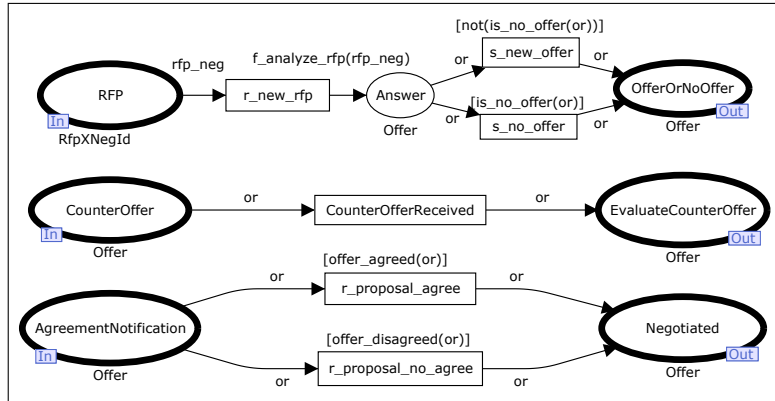 [not(is_no_offer(or))]
rfp_neg
f_analyze_rfp(rfp_neg)
or
s_new_offer
or
RFP
r_new_rfp
Answer
OfferOrNoOffer
[is_no_offer(or)]
In
or
s_no_offer
or
Out
RfpXNegId
Offer
Offer
CounterOffer
or
CounterOfferReceived
or
EvaluateCounterOffer
In
Out
Offer
Offer
[offer_agreed(or)]
or
r_proposal_agree
or
AgreementNotification
Negotiated
[offer_disagreed(or)]
In
Out
r_proposal_no_agree
Offer
or
or
Offer